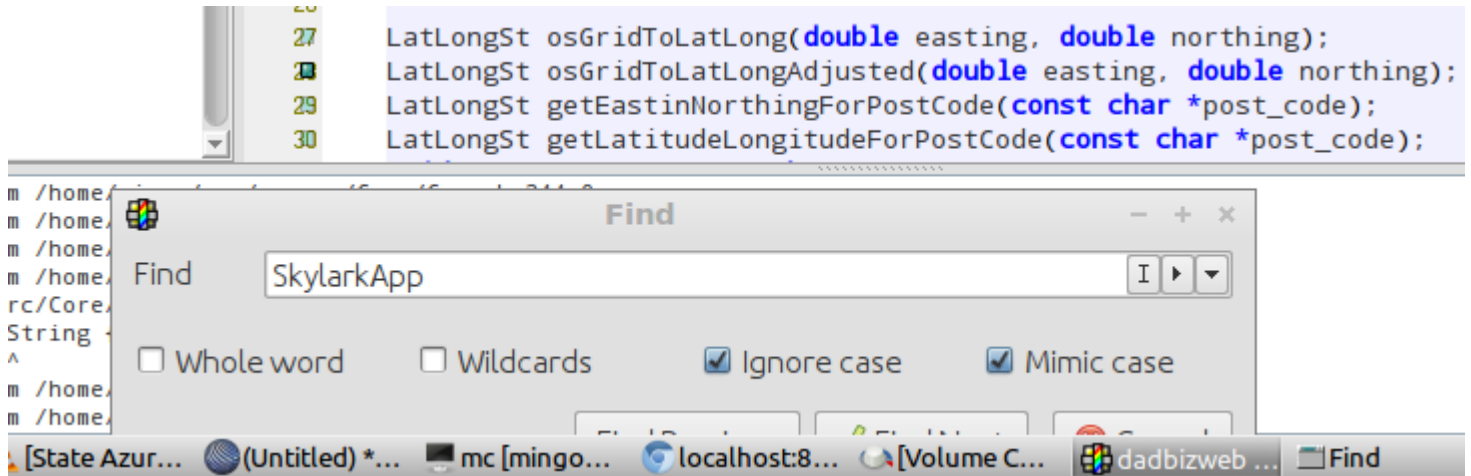 27 LatLongSt osGridToLatLong(double easting, double northing);
LatLongSt osGridToLatLongAdjusted(double easting, double northing);
29 LatLongSt getEastinNorthingForPostCode(const char *post_code);
30 LatLongSt getLatitudeLongitudeForPostCode(const char *post_code);
m /home/
m /home/
m /home/
m /home/
rc/Core/
String
^
m /home/
m /home/
Find
Find SkylarkApp
Whole word Wildcards Ignore case Mimic case
[State Azur... (Untitled) *... mc [mingo... localhost:8... [Volume C... dadbizweb ... Find